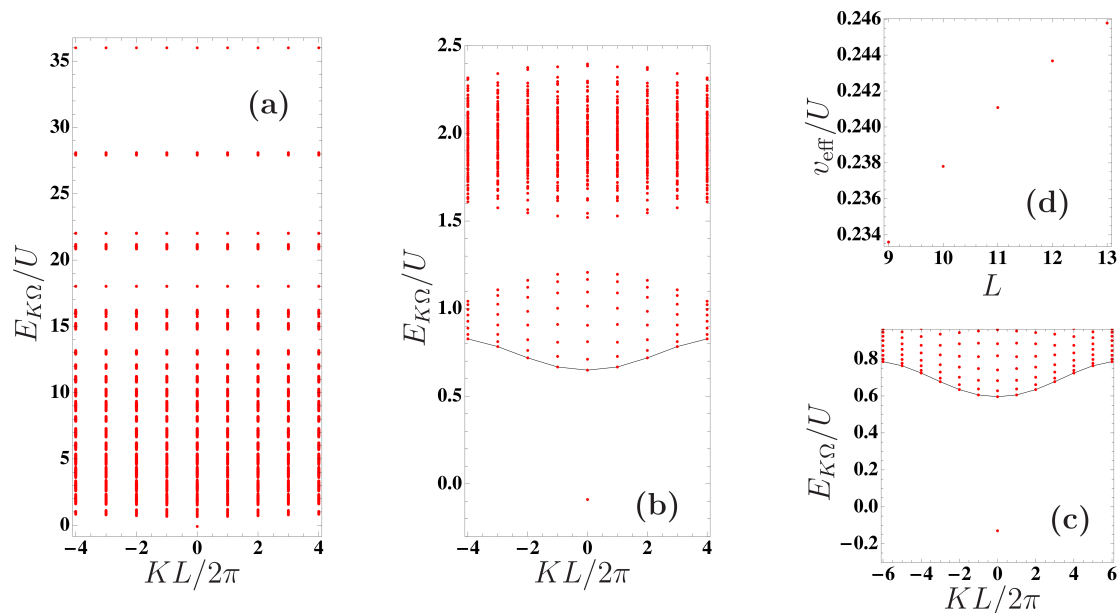 35
30
25
20
15
10
5
0
E_{KΩ}/U
(a)
−4 −2 0 2 4
KL/2π
2.5
2.0
1.5
1.0
0.5
0.0
E_{KΩ}/U
(b)
−4 −2 0 2 4
KL/2π
0.246
0.244
0.242
0.240
0.238
0.236
0.234
v_{eff}/U
(d)
9 10 11 12 13
L
0.8
0.6
0.4
0.2
0.0
−0.2
E_{KΩ}/U
(c)
−6 −4 −2 0 2 4 6
KL/2π